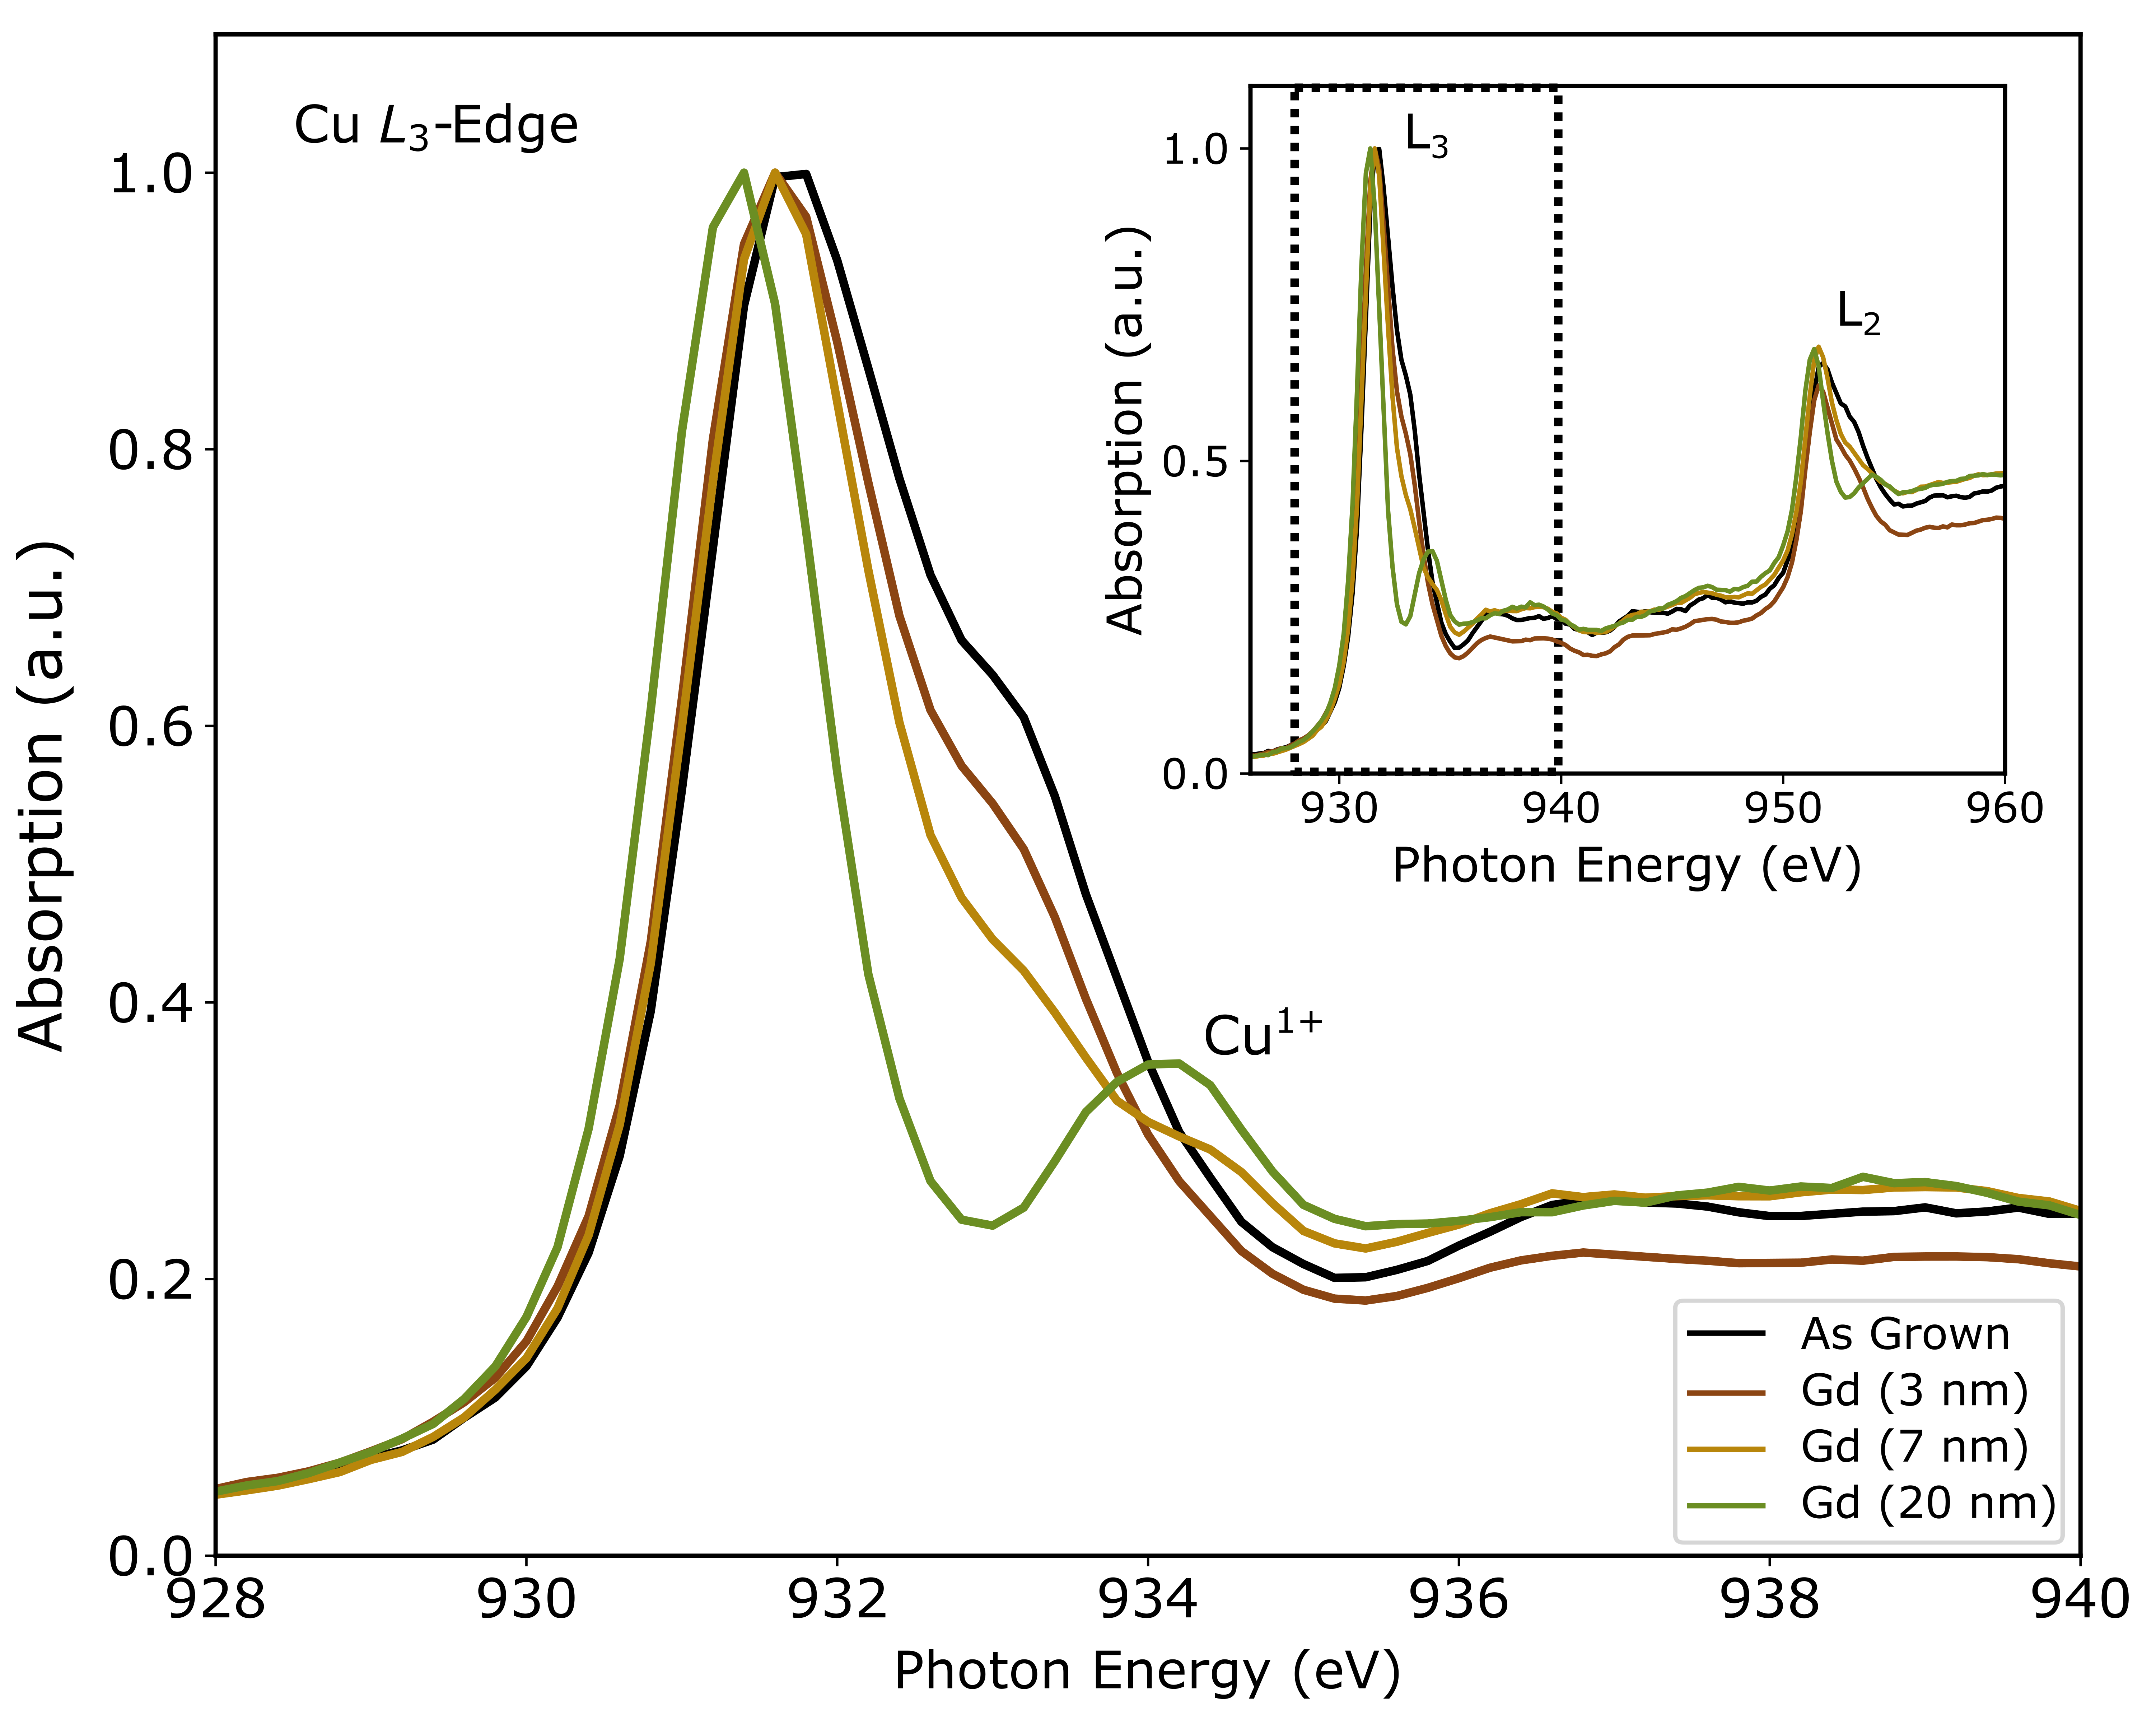 Cu L₃-Edge
1.0
0.8
0.6
0.4
0.2
0.0
Absorption (a.u.)
928
930
932
934
936
938
940
Photon Energy (eV)
Cu¹⁺
L₃
L₂
1.0
0.5
0.0
Absorption (a.u.)
930
940
950
960
Photon Energy (eV)
As Grown
Gd (3 nm)
Gd (7 nm)
Gd (20 nm)